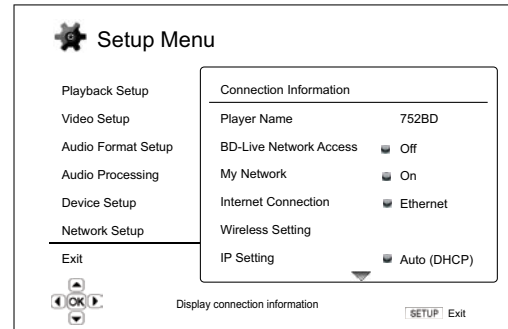 Setup Menu
Playback Setup
Video Setup
Audio Format Setup
Audio Processing
Device Setup
Network Setup
Exit
Connection Information
Player Name 752BD
BD-Live Network Access Off
My Network On
Internet Connection Ethernet
Wireless Setting
IP Setting Auto (DHCP)
OK
Display connection information
SETUP Exit